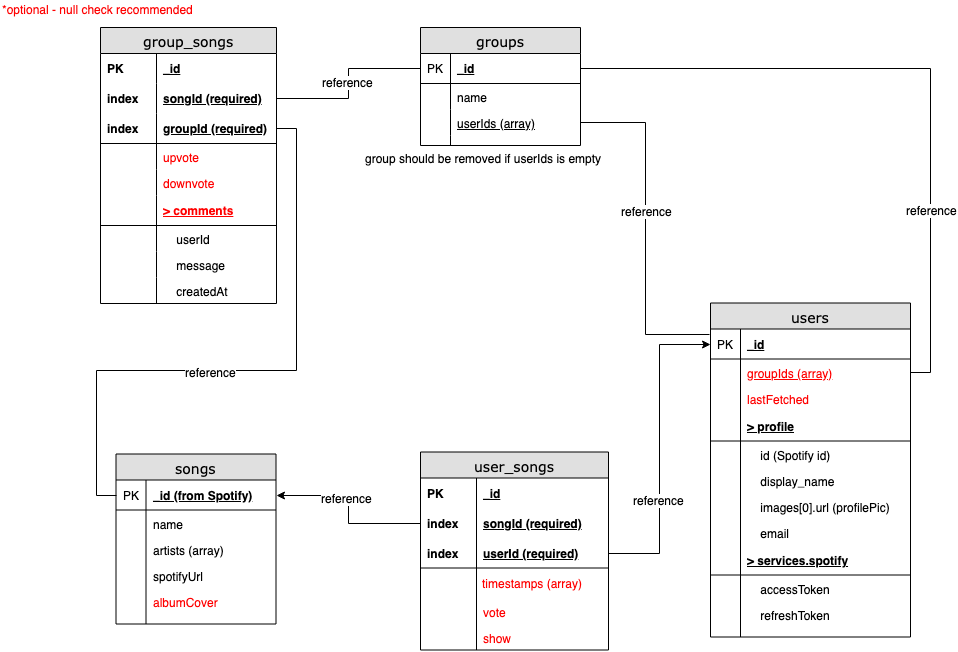 *optional - null check recommended
group_songs
PK _id
index songId (required)
index groupId (required)
upvote
downvote
> comments
userId
message
createdAt
reference
groups
PK _id
name
userIds (array)
group should be removed if userIds is empty
reference
reference
reference
users
PK _id
groupIds (array)
lastFetched
> profile
id (Spotify id)
display_name
images[0].url (profilePic)
email
> services.spotify
accessToken
refreshToken
songs
PK _id (from Spotify)
name
artists (array)
spotifyUrl
albumCover
reference
user_songs
PK _id
index songId (required)
index userId (required)
timestamps (array)
vote
show
reference